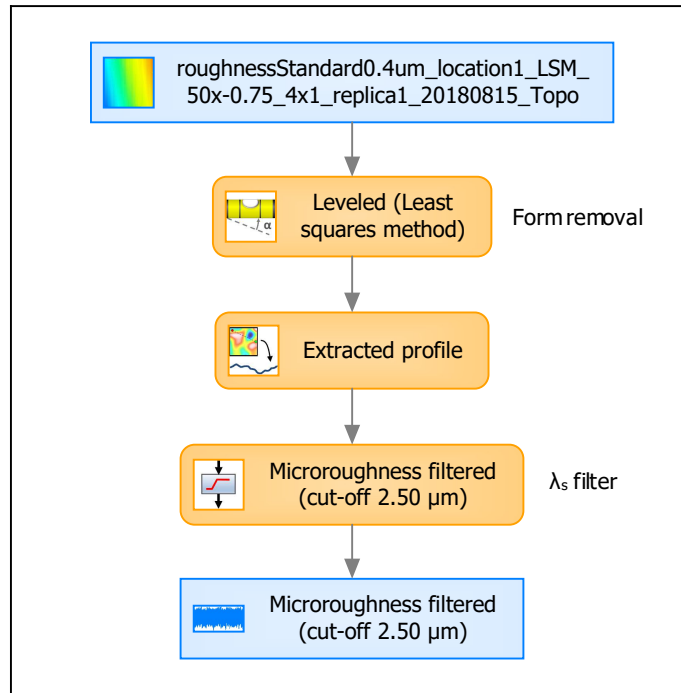 roughnessStandard0.4um_location1_LSM_
50x-0.75_4x1_replica1_20180815_Topo
Leveled (Least
squares method)
Form removal
α
Extracted profile
Microroughness filtered
(cut-off 2.50 µm)
λₛ filter
Microroughness filtered
(cut-off 2.50 µm)